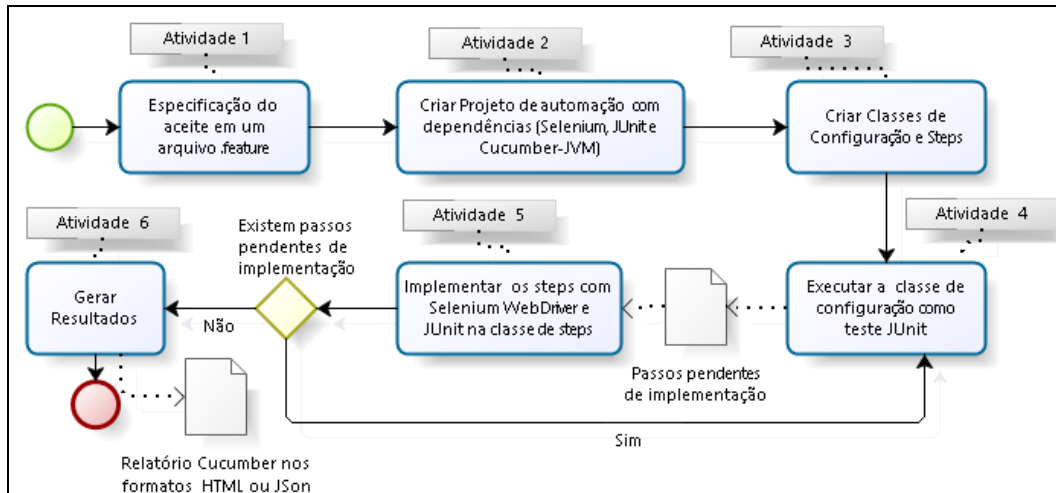 Atividade 1
Especificação do
aceite em um
arquivo .feature
Atividade 2
Criar Projeto de automação com
dependências (Selenium, JUnit e
Cucumber-JVM)
Atividade 3
Criar Classes de
Configuração e Steps
Atividade 4
Executar a classe de
configuração como
teste JUnit
Passos pendentes
de implementação
Atividade 5
Implementar os steps com
Selenium WebDriver e
JUnit na classe de steps
Existem passos
pendentes de
implementação
Não
Sim
Atividade 6
Gerar
Resultados
Relatório Cucumber nos
formatos HTML ou JSon